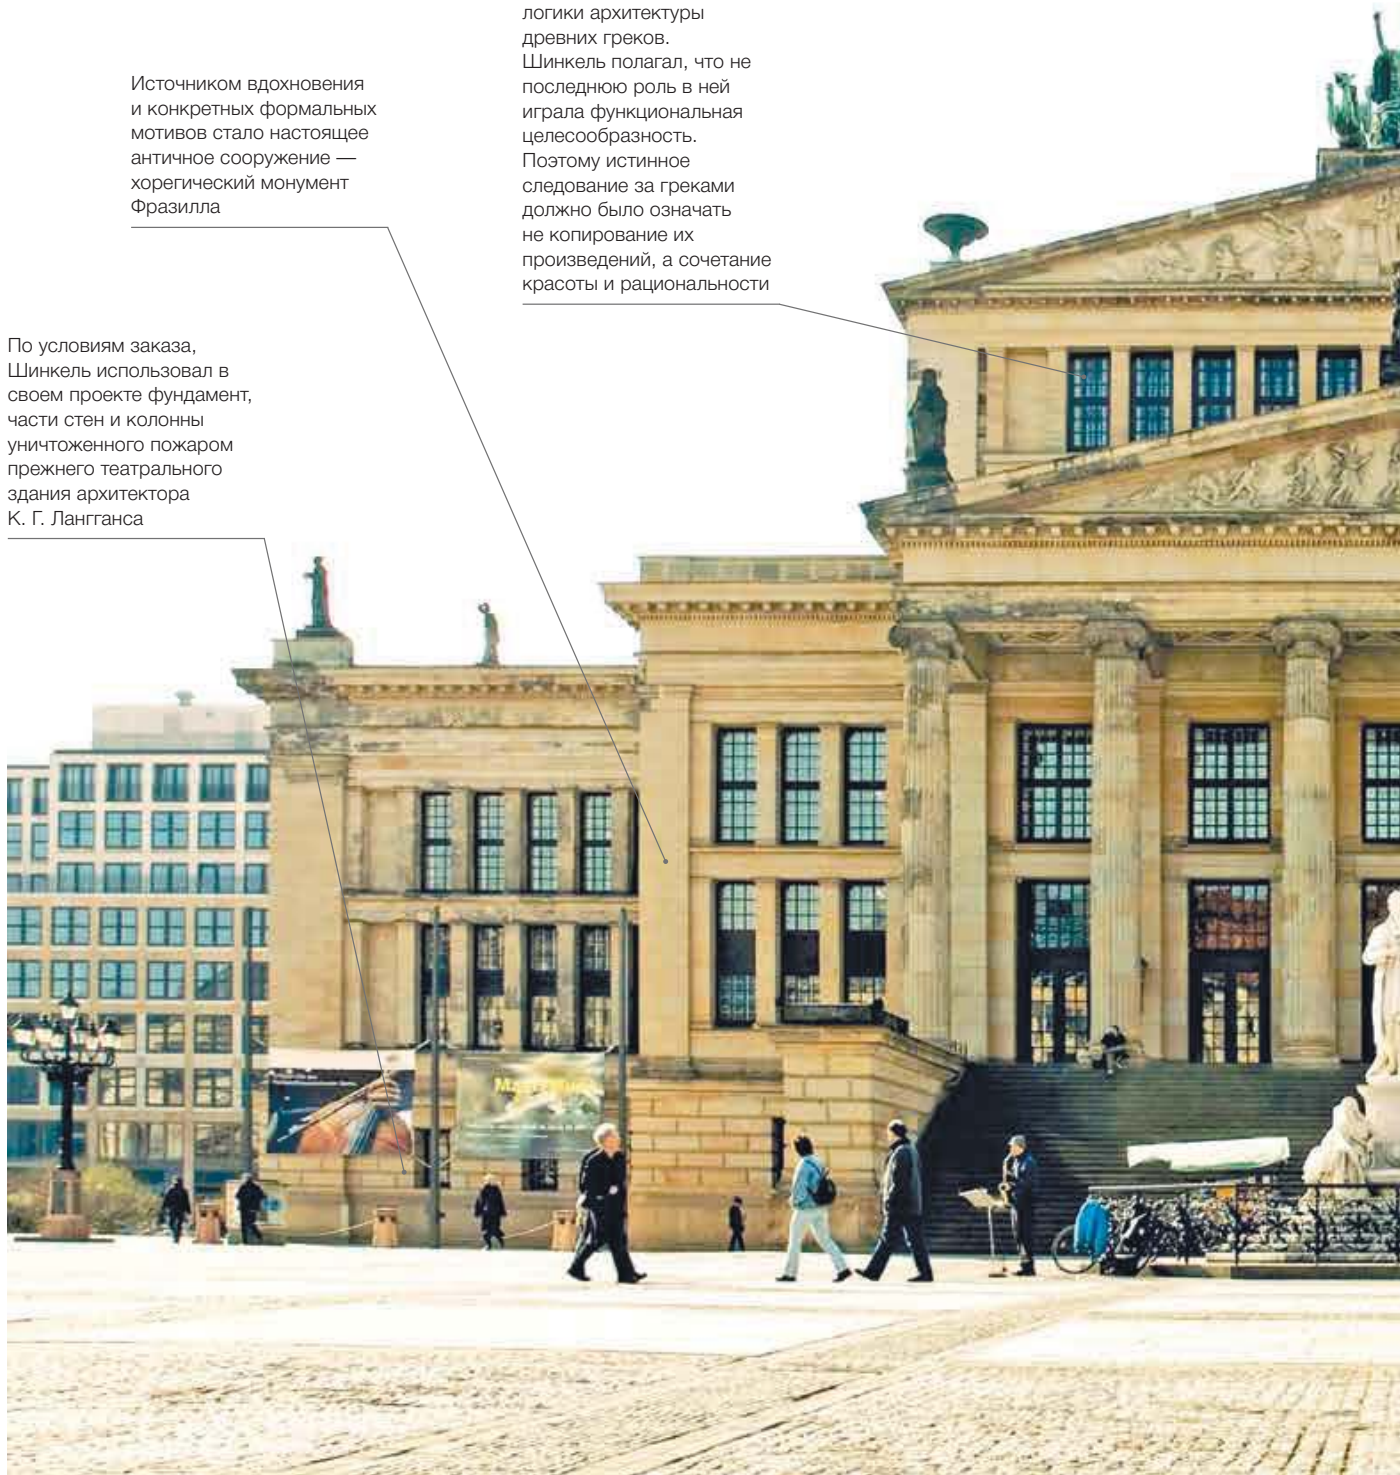 логики архитектуры
древних греков.
Шинкель полагал, что не
последнюю роль в ней
играла функциональная
целесообразность.
Поэтому истинное
следование за греками
должно было означать
не копирование их
произведений, а сочетание
красоты и рациональности
Источником вдохновения
и конкретных формальных
мотивов стало настоящее
античное сооружение —
хорегический монумент
Фразилла
По условиям заказа,
Шинкель использовал в
своем проекте фундамент,
части стен и колонны
уничтоженного пожаром
прежнего театрального
здания архитектора
К. Г. Лангганса